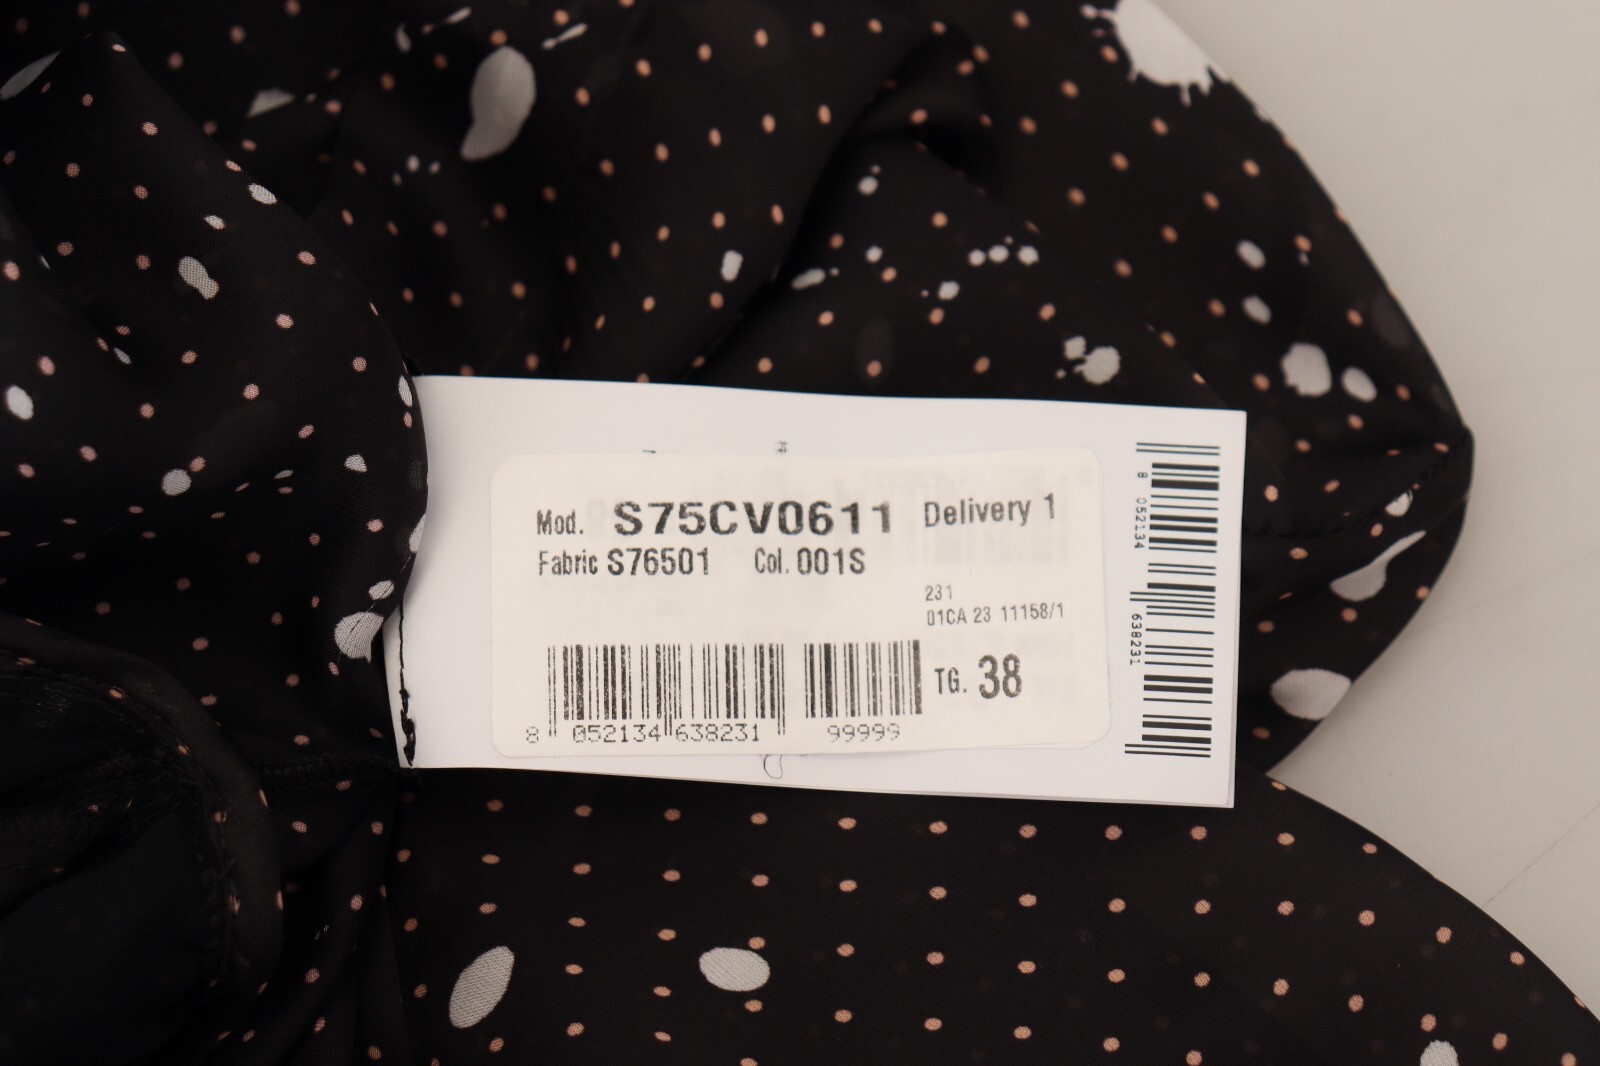 Mod. S75CV0611 Delivery 1
Fabric S76501 Col. 001S
231
01CA 23 11158/1
TG. 38
8 052134 638231 99999
8 052134 638231